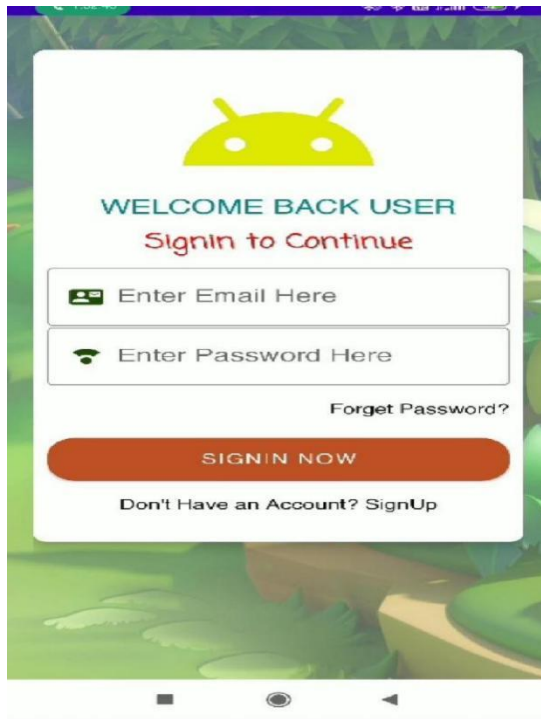 WELCOME BACK USER
SignIn to Continue
Enter Email Here
Enter Password Here
Forget Password?
SIGNIN NOW
Don't Have an Account? SignUp